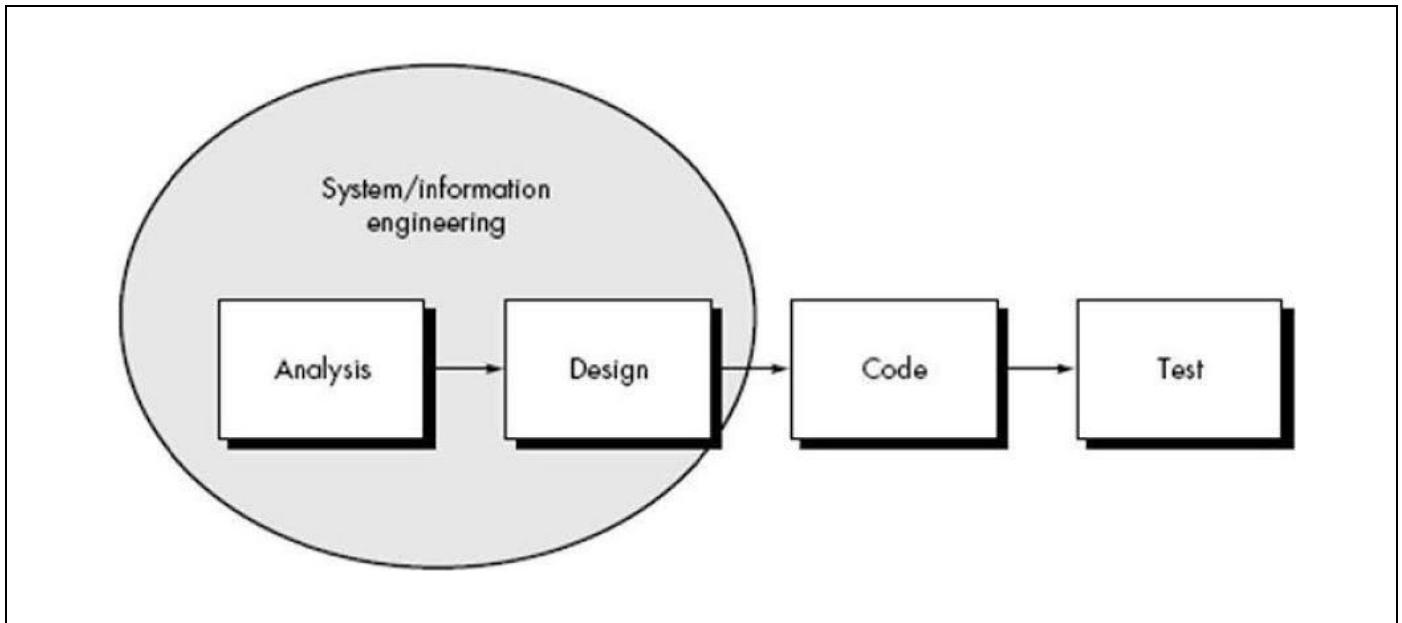 System/information
engineering
Analysis
Design
Code
Test